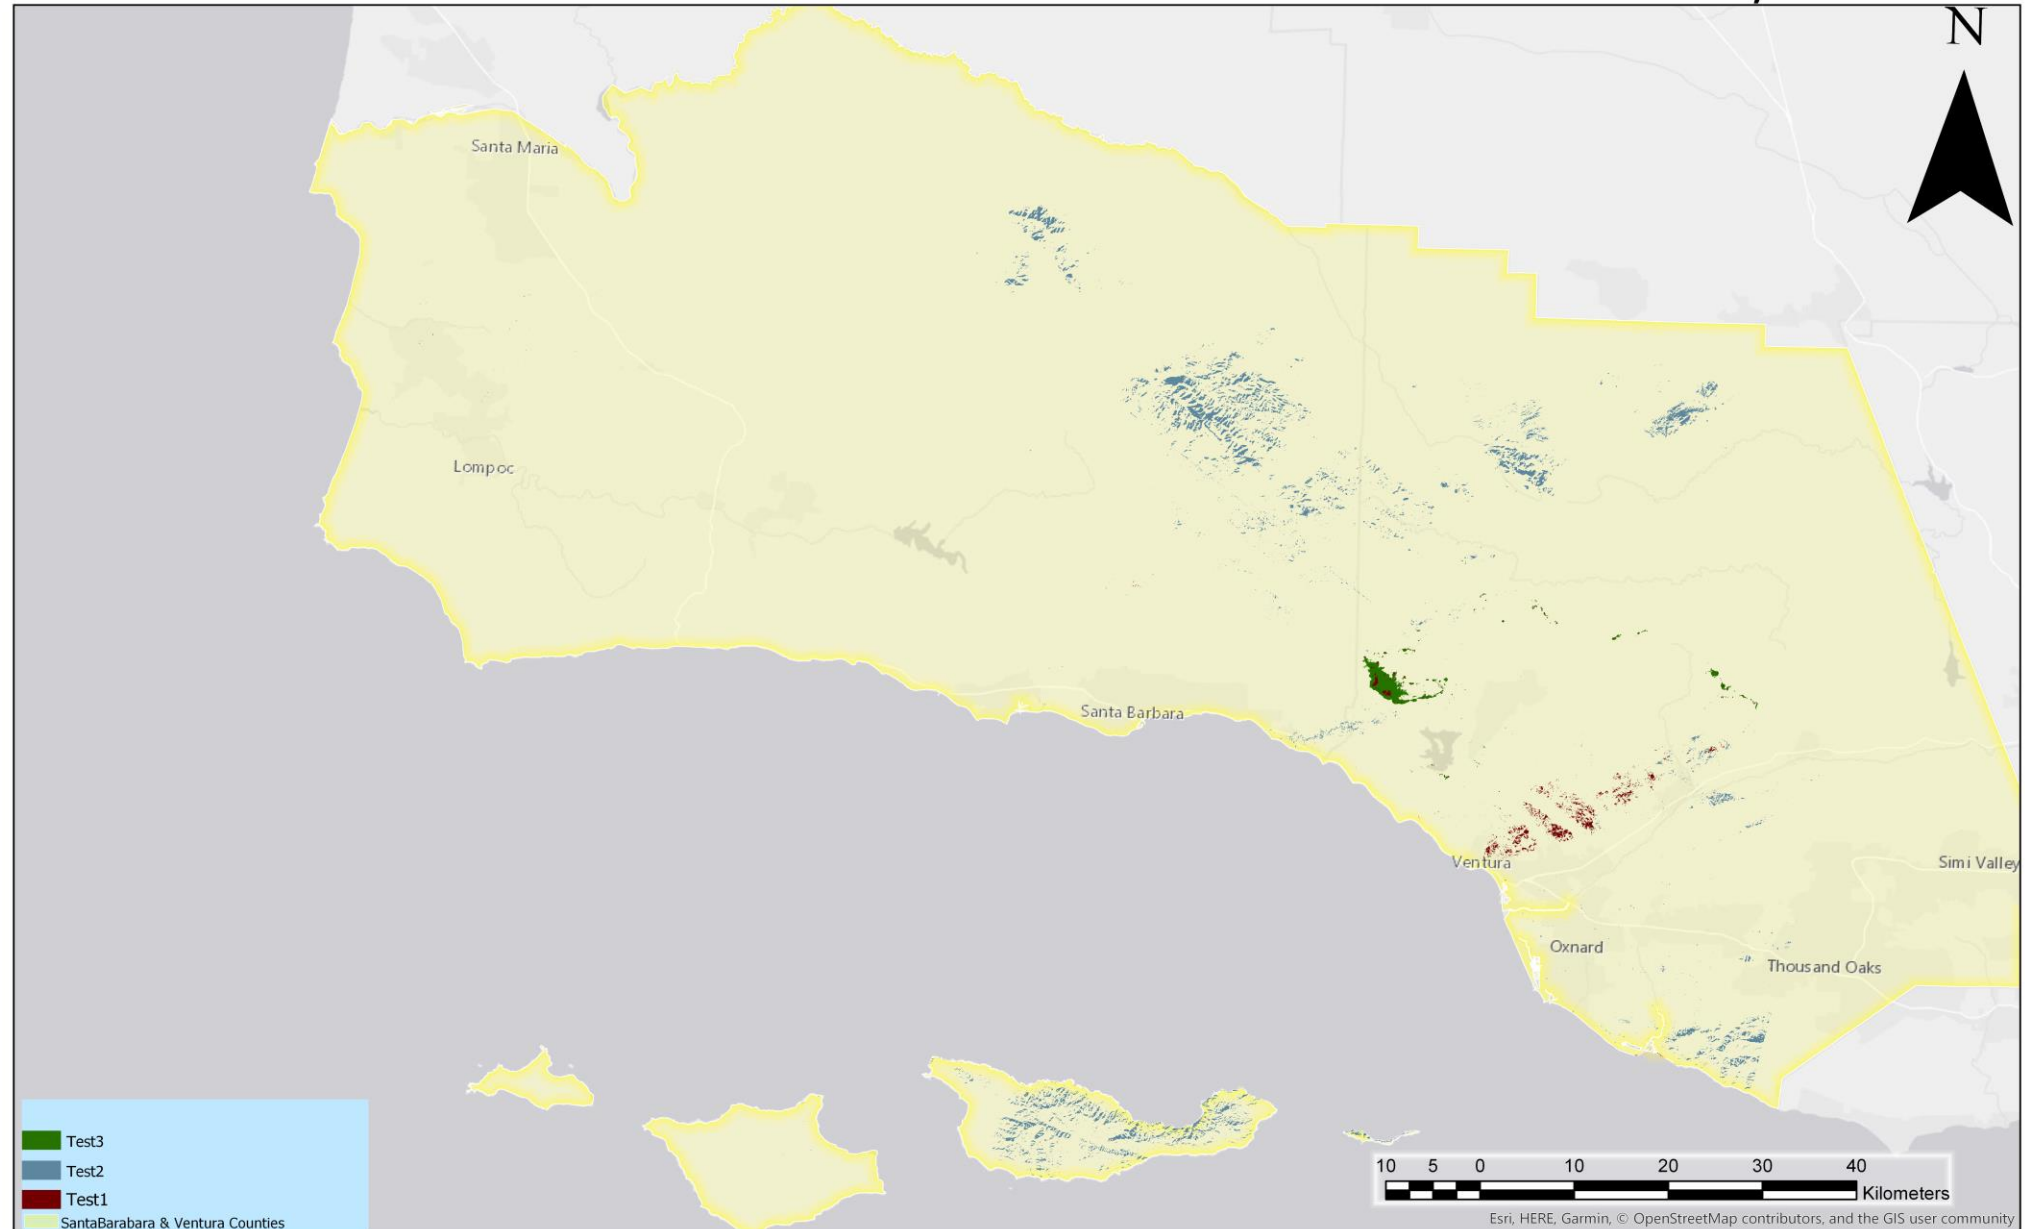 N
Santa Maria
Lompoc
Santa Barbara
Ventura
Simi Valley
Oxnard
Thousand Oaks
Test3
Test2
Test1
SantaBarabara & Ventura Counties
10 5 0 10 20 30 40
Kilometers
Esri, HERE, Garmin, © OpenStreetMap contributors, and the GIS user community